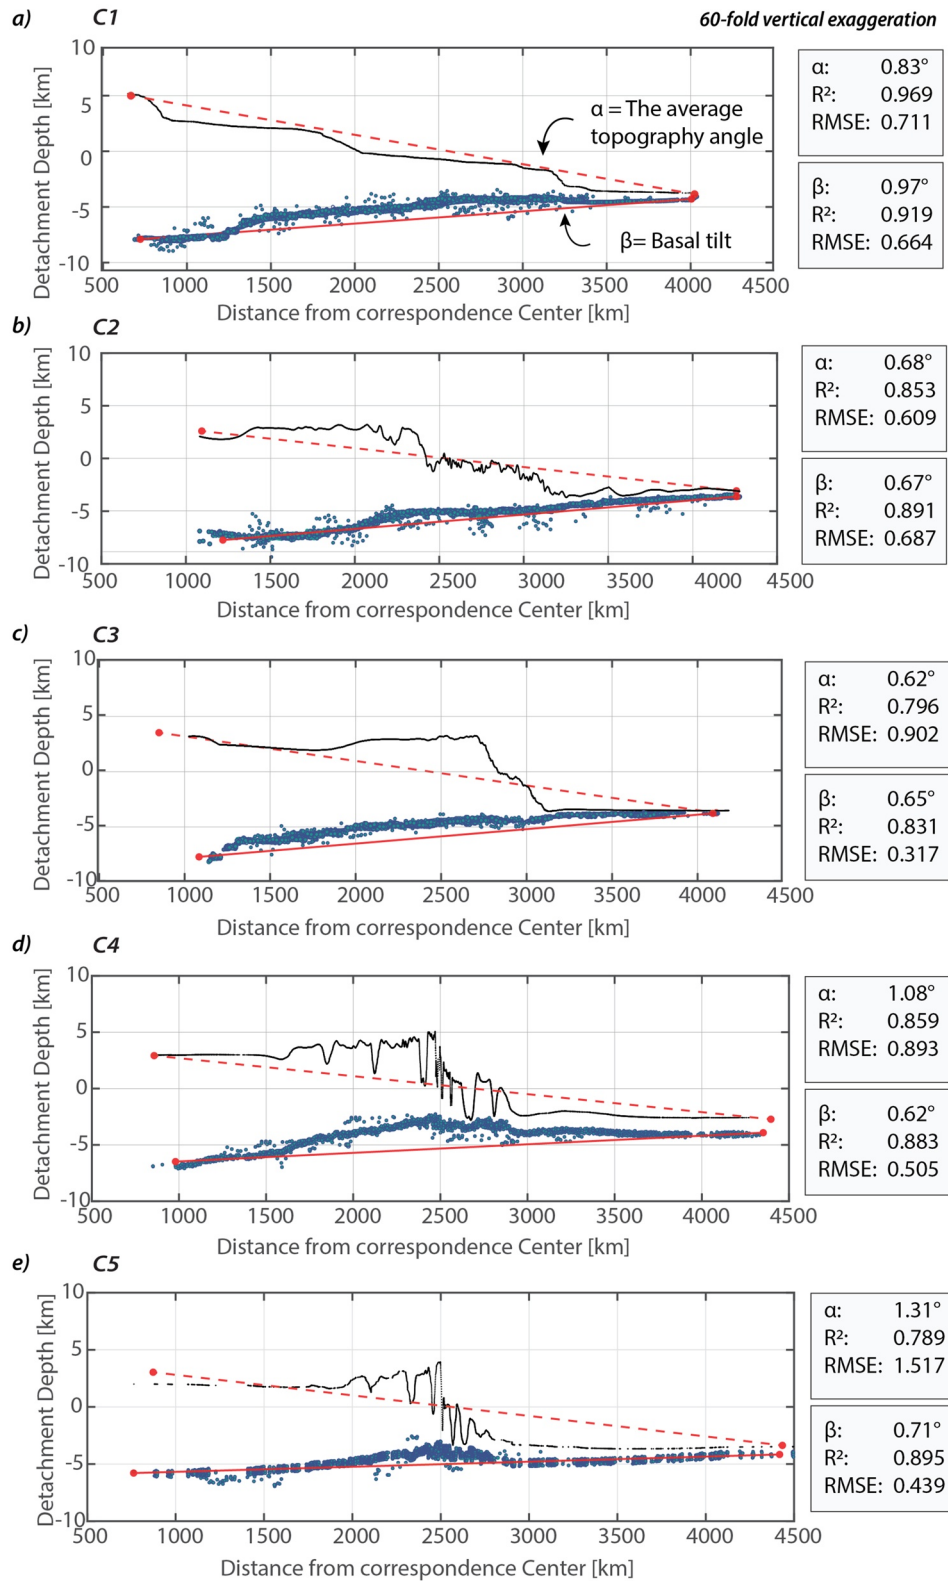 a) C1 60-fold vertical exaggeration
10
5
0
-5
-10
Detachment Depth [km]
α = The average
topography angle
β= Basal tilt
500 1000 1500 2000 2500 3000 3500 4000 4500
Distance from correspondence Center [km]
α: 0.83°
R²: 0.969
RMSE: 0.711
β: 0.97°
R²: 0.919
RMSE: 0.664
b) C2
10
5
0
-5
-10
Detachment Depth [km]
500 1000 1500 2000 2500 3000 3500 4000 4500
Distance from correspondence Center [km]
α: 0.68°
R²: 0.853
RMSE: 0.609
β: 0.67°
R²: 0.891
RMSE: 0.687
c) C3
10
5
0
-5
-10
Detachment Depth [km]
500 1000 1500 2000 2500 3000 3500 4000 4500
Distance from correspondence Center [km]
α: 0.62°
R²: 0.796
RMSE: 0.902
β: 0.65°
R²: 0.831
RMSE: 0.317
d) C4
10
5
0
-5
-10
Detachment Depth [km]
500 1000 1500 2000 2500 3000 3500 4000 4500
Distance from correspondence Center [km]
α: 1.08°
R²: 0.859
RMSE: 0.893
β: 0.62°
R²: 0.883
RMSE: 0.505
e) C5
10
5
0
-5
-10
Detachment Depth [km]
500 1000 1500 2000 2500 3000 3500 4000 4500
Distance from correspondence Center [km]
α: 1.31°
R²: 0.789
RMSE: 1.517
β: 0.71°
R²: 0.895
RMSE: 0.439